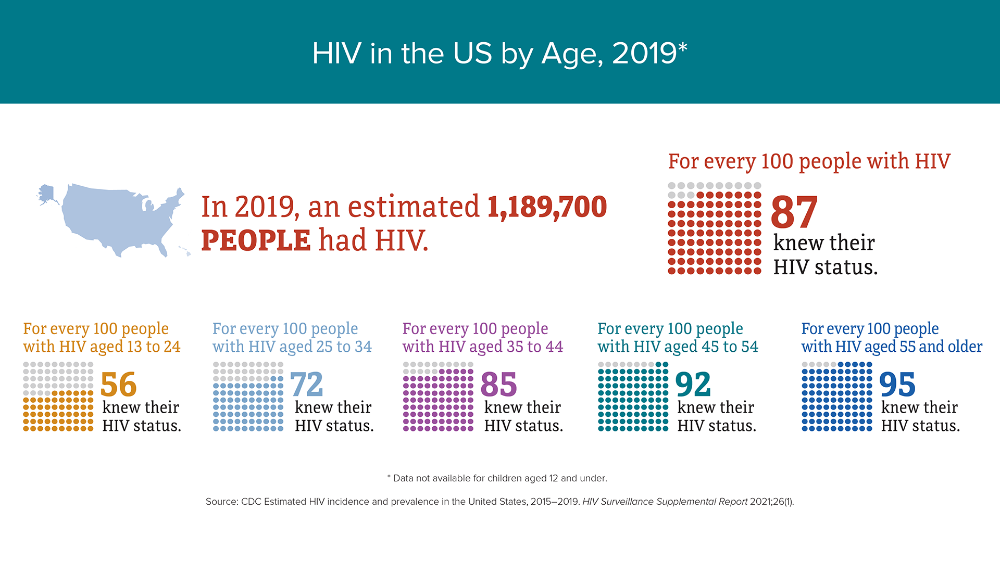 HIV in the US by Age, 2019*
In 2019, an estimated 1,189,700
PEOPLE had HIV.
For every 100 people with HIV
87
knew their
HIV status.
For every 100 people
with HIV aged 13 to 24
56
knew their
HIV status.
For every 100 people
with HIV aged 25 to 34
72
knew their
HIV status.
For every 100 people
with HIV aged 35 to 44
85
knew their
HIV status.
For every 100 people
with HIV aged 45 to 54
92
knew their
HIV status.
For every 100 people
with HIV aged 55 and older
95
knew their
HIV status.
* Data not available for children aged 12 and under.
Source: CDC Estimated HIV incidence and prevalence in the United States, 2015–2019. HIV Surveillance Supplemental Report 2021;26(1).